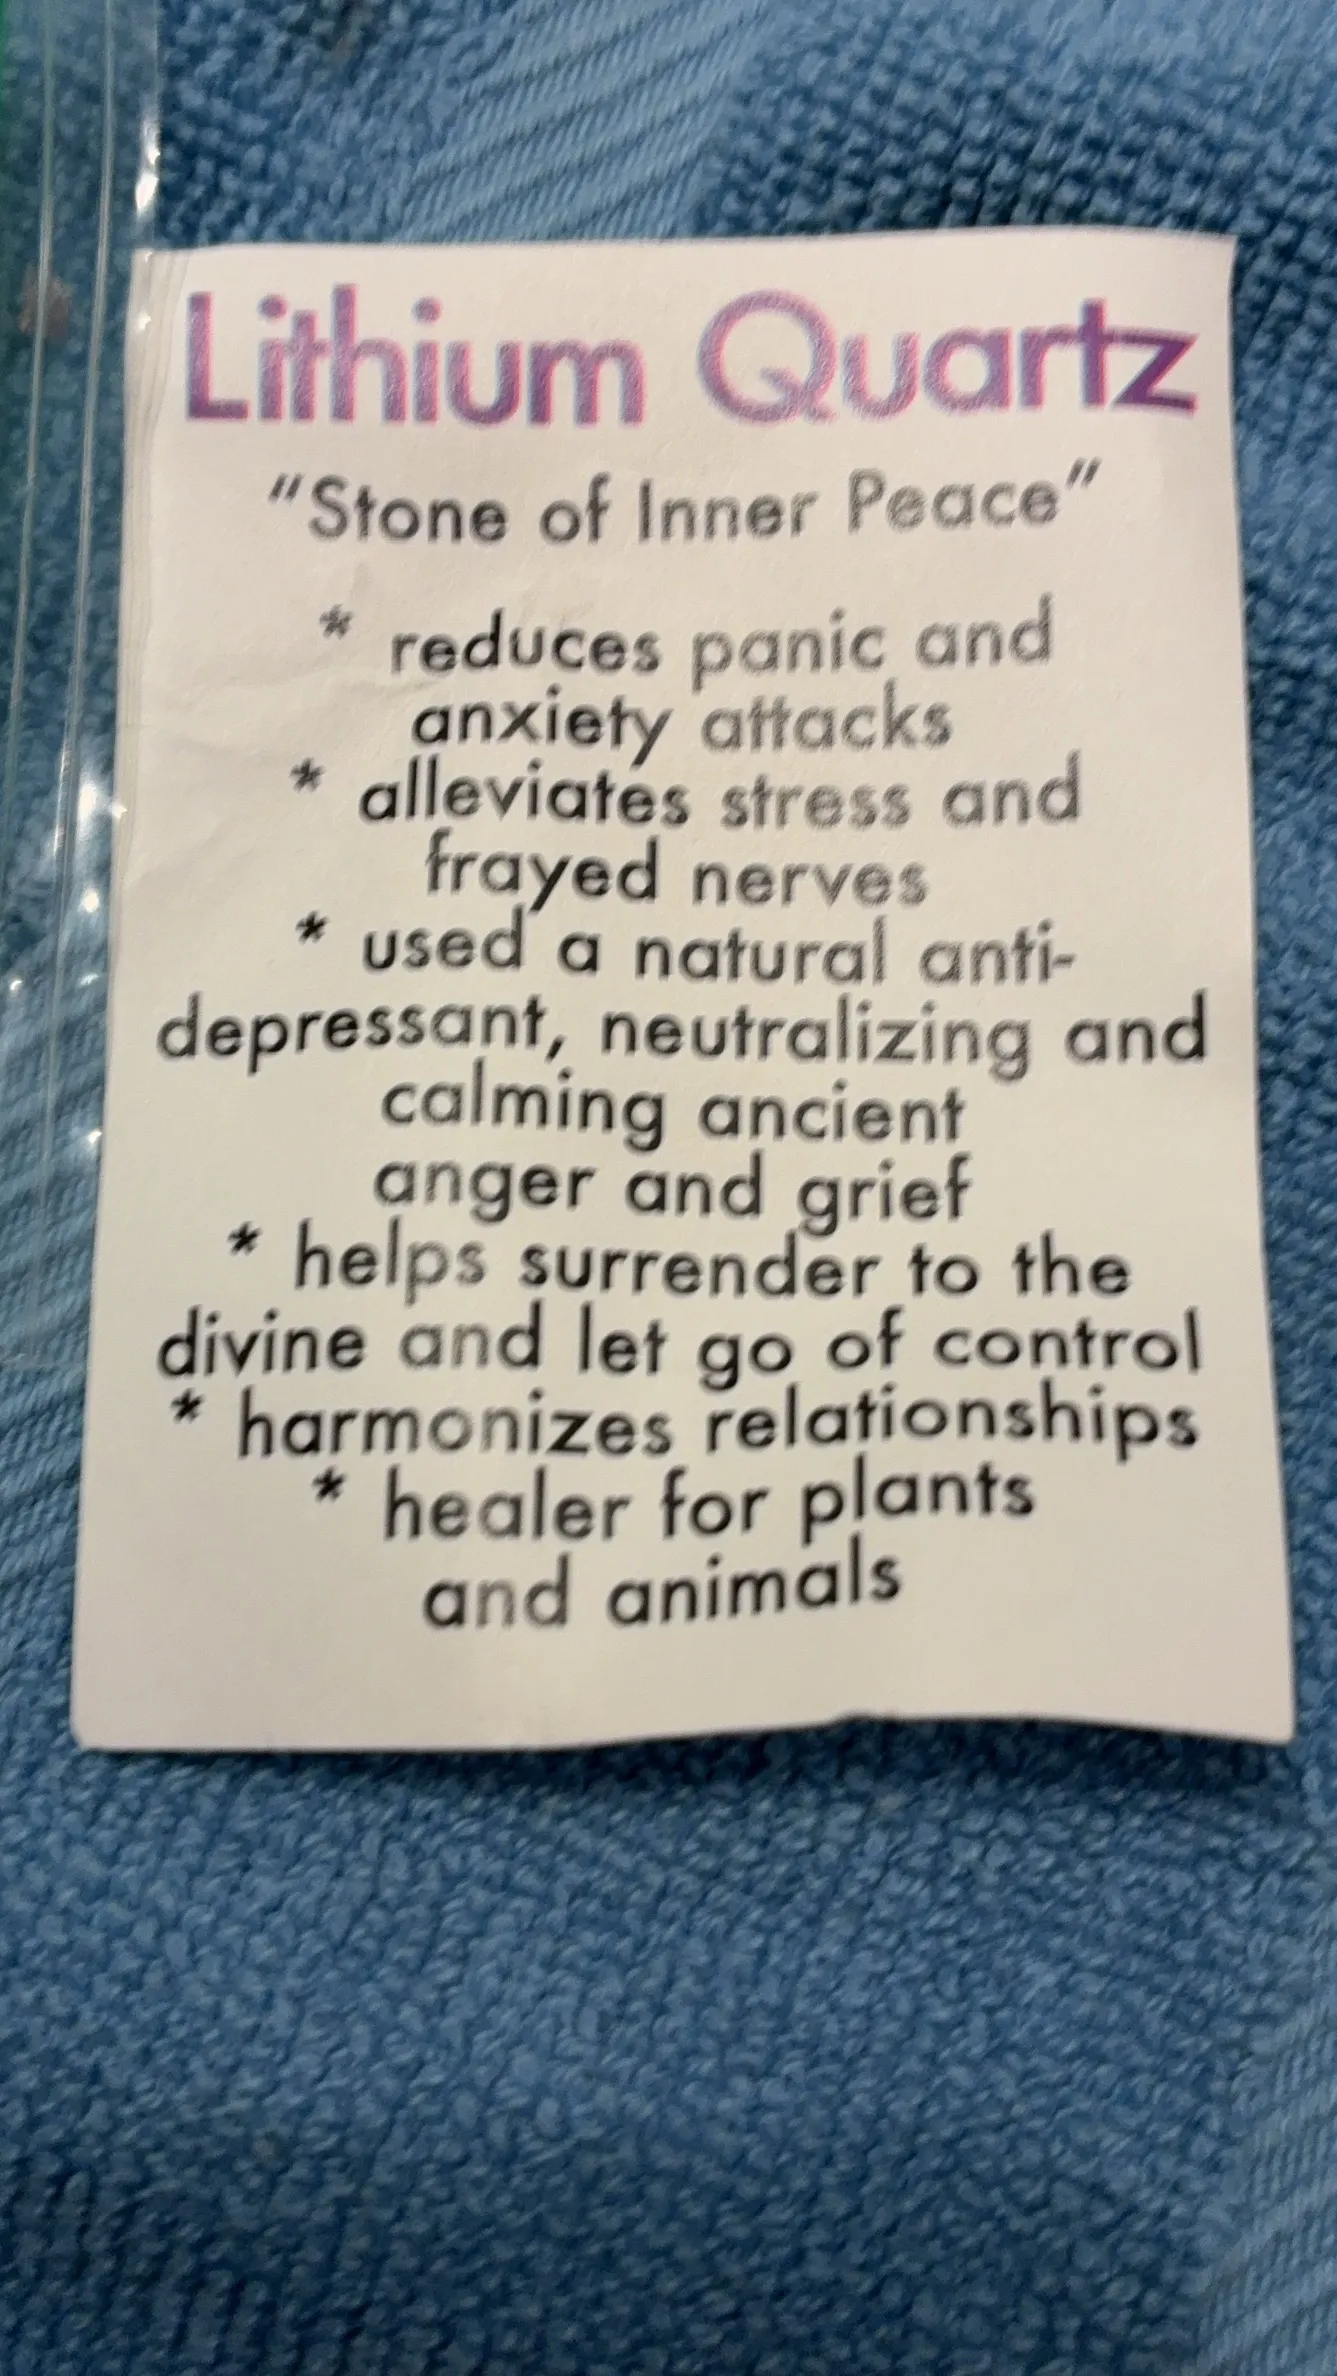 Lithium Quartz
"Stone of Inner Peace"
* reduces panic and
anxiety attacks
* alleviates stress and
frayed nerves
* used a natural anti-
depressant, neutralizing and
calming ancient
anger and grief
* helps surrender to the
divine and let go of control
* harmonizes relationships
* healer for plants
and animals